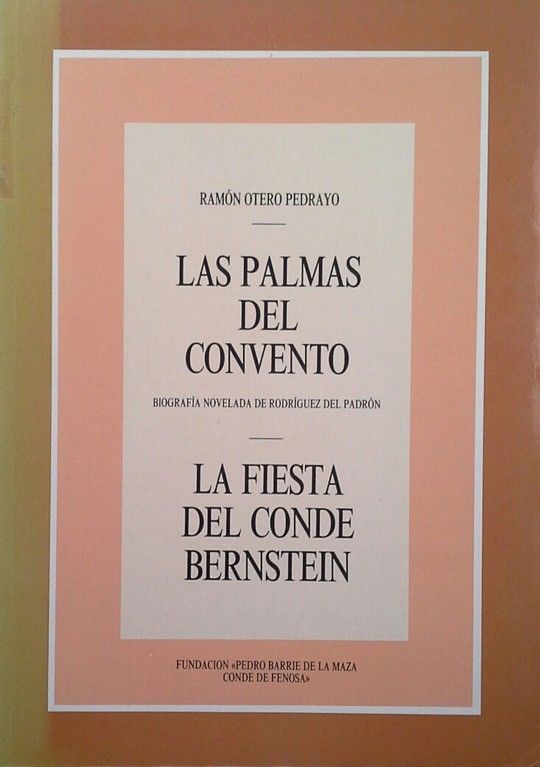 RAMÓN OTERO PEDRAYO
LAS PALMAS
DEL
CONVENTO
BIOGRAFÍA NOVELADA DE RODRÍGUEZ DEL PADRÓN
LA FIESTA
DEL CONDE
BERNSTEIN
FUNDACION «PEDRO BARRIE DE LA MAZA
CONDE DE FENOSA»